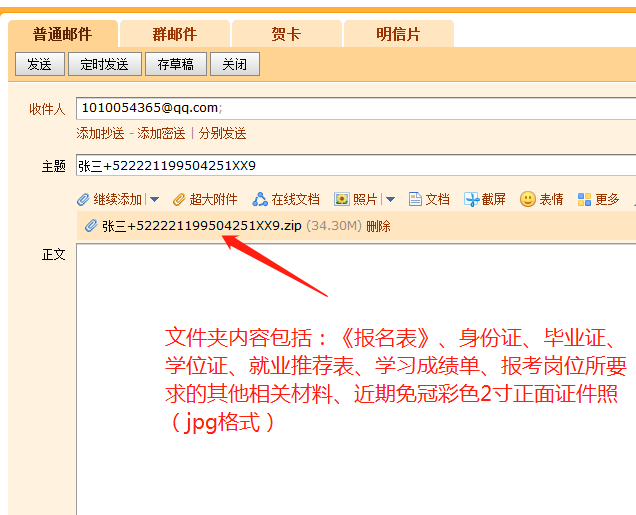 普通邮件 群邮件 贺卡 明信片
发送 定时发送 存草稿 关闭
收件人 1010054365@qq.com;
添加抄送 - 添加密送 | 分别发送
主题 张三+522221199504251XX9
继续添加 | 超大附件 在线文档 照片 | 文档 截屏 表情 更多
张三+522221199504251XX9.zip (34.30M) 删除
正文
文件夹内容包括：《报名表》、身份证、毕业证、
学位证、就业推荐表、学习成绩单、报考岗位所要
求的其他相关材料、近期免冠彩色2寸正面证件照
（jpg格式）